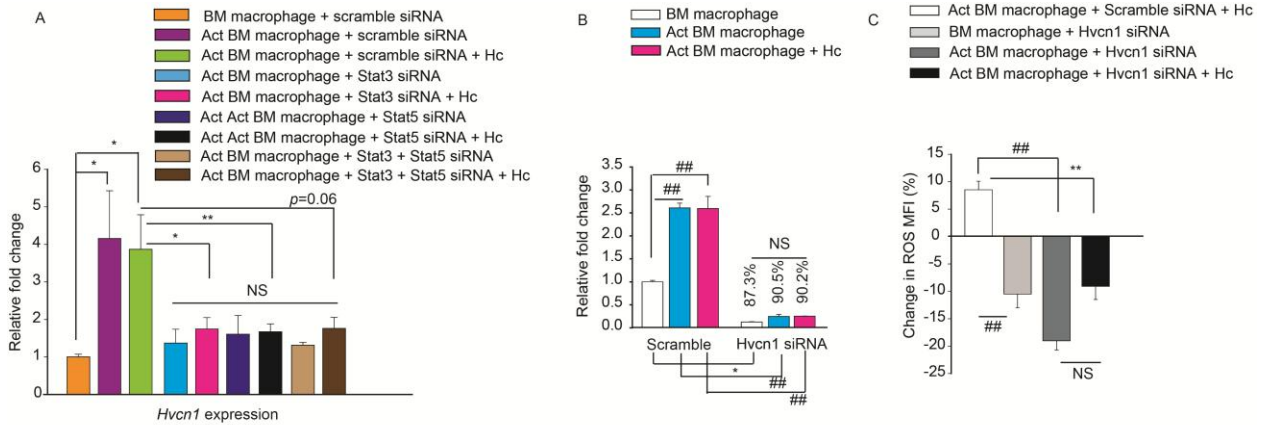 A
BM macrophage + scramble siRNA
Act BM macrophage + scramble siRNA
Act BM macrophage + scramble siRNA + Hc
Act BM macrophage + Stat3 siRNA
Act BM macrophage + Stat3 siRNA + Hc
Act Act BM macrophage + Stat5 siRNA
Act BM macrophage + Stat5 siRNA + Hc
Act BM macrophage + Stat3 + Stat5 siRNA
Act BM macrophage + Stat3 + Stat5 siRNA + Hc
Relative fold change
6
5
4
3
2
1
0
*
*
p=0.06
**
*
NS
Hvcn1 expression
B
BM macrophage
Act BM macrophage
Act BM macrophage + Hc
Relative fold change
3.5
3.0
2.5
2.0
1.5
1.0
0.5
0.0
##
##
NS
87.3%
90.5%
90.2%
Scramble
Hvcn1 siRNA
*
##
##
C
Act BM macrophage + Scramble siRNA + Hc
BM macrophage + Hvcn1 siRNA
Act BM macrophage + Hvcn1 siRNA
Act BM macrophage + Hvcn1 siRNA + Hc
Change in ROS MFI (%)
15
10
5
0
-5
-10
-15
-20
-25
##
**
##
NS